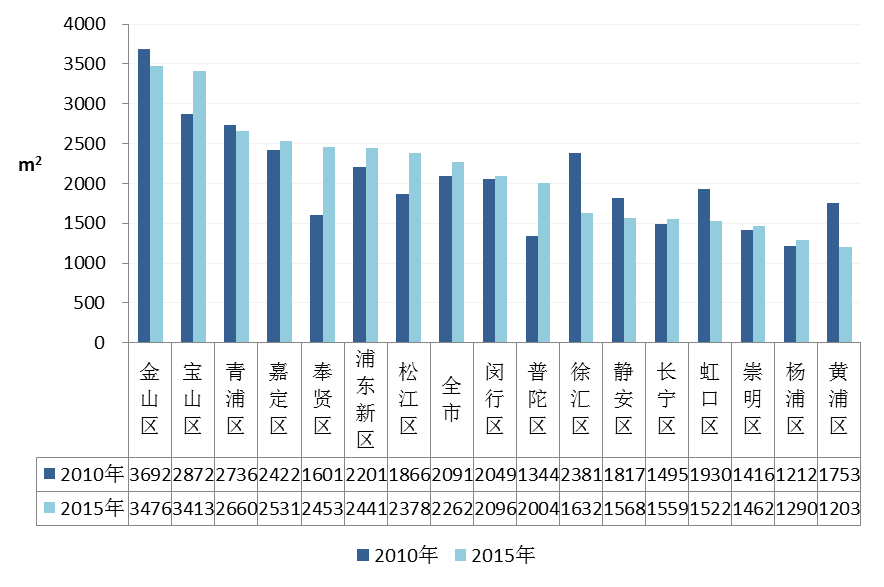 4000
3500
3000
2500
2000
1500
1000
500
0
m²
金山区 宝山区 青浦区 嘉定区 奉贤区 浦东新区 松江区 全市 闵行区 普陀区 徐汇区 静安区 长宁区 虹口区 崇明区 杨浦区 黄浦区
2010年 3692 2872 2736 2422 1601 2201 1866 2091 2049 1344 2381 1817 1495 1930 1416 1212 1753
2015年 3476 3413 2660 2531 2453 2441 2378 2262 2096 2004 1632 1568 1559 1522 1462 1290 1203
2010年 2015年